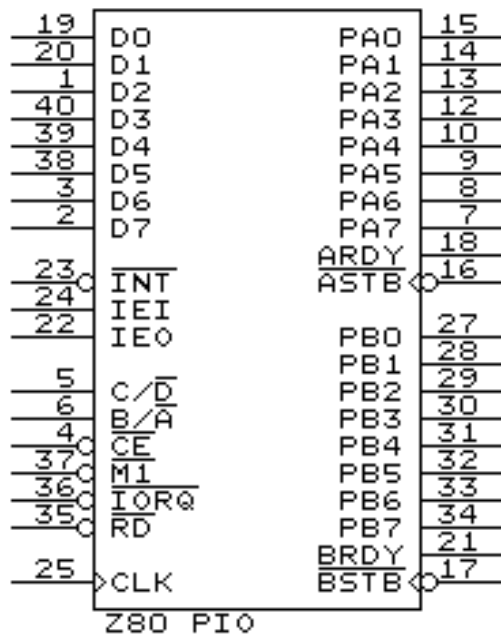 19 D0 PA0 15
20 D1 PA1 14
1 D2 PA2 13
40 D3 PA3 12
39 D4 PA4 10
38 D5 PA5 9
3 D6 PA6 8
2 D7 PA7 7
ARDY 18
23 INT ASTB 16
24 IEI
22 IEO PB0 27
PB1 28
5 C/D PB2 29
6 B/A PB3 30
4 CE PB4 31
37 M1 PB5 32
36 IORQ PB6 33
35 RD PB7 34
BRDY 21
25 CLK BSTB 17
Z80 PIO